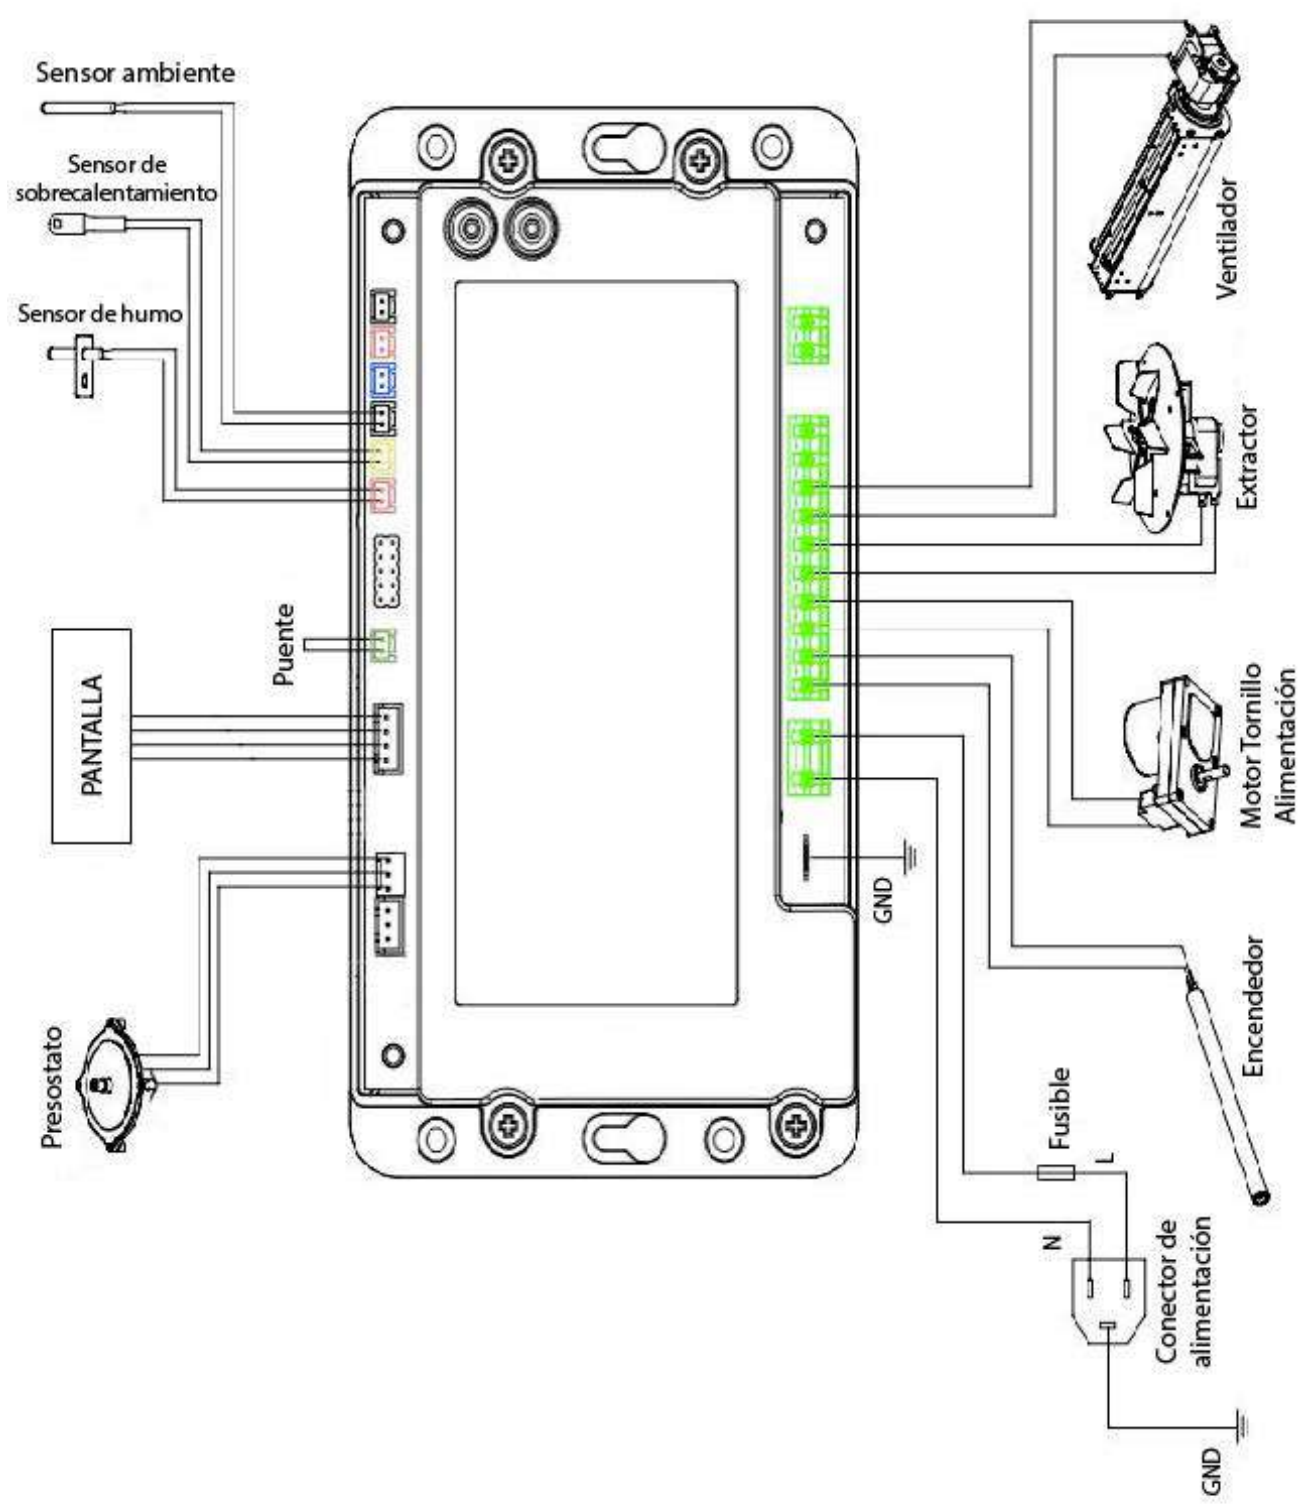 Sensor ambiente
Sensor de
sobrecalentamiento
Sensor de humo
Puente
PANTALLA
Presostato
Ventilador
Extractor
Motor Tornillo
Alimentación
GND
Encendedor
Fusible
L
N
Conector de
alimentación
GND